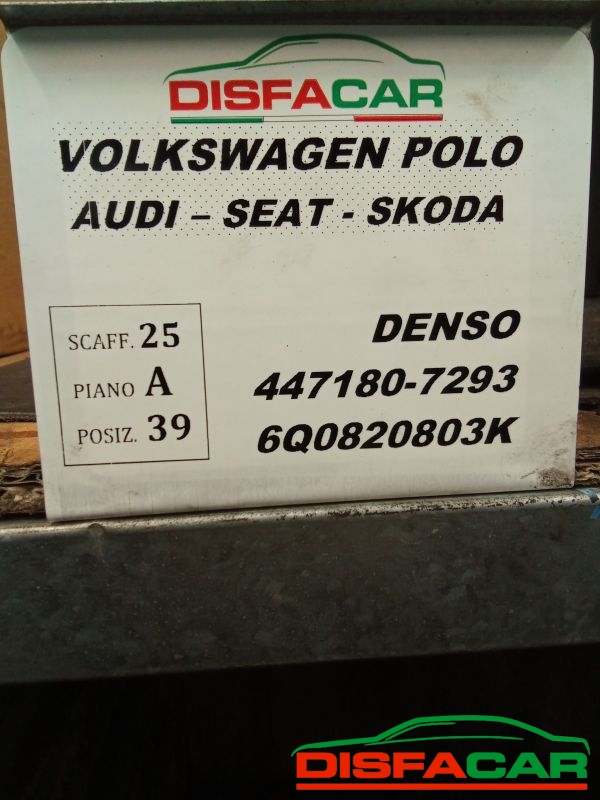 DISFACAR
VOLKSWAGEN POLO
AUDI – SEAT - SKODA
SCAFF. 25
PIANO A
POSIZ. 39
DENSO
447180-7293
6Q0820803K
DISFACAR